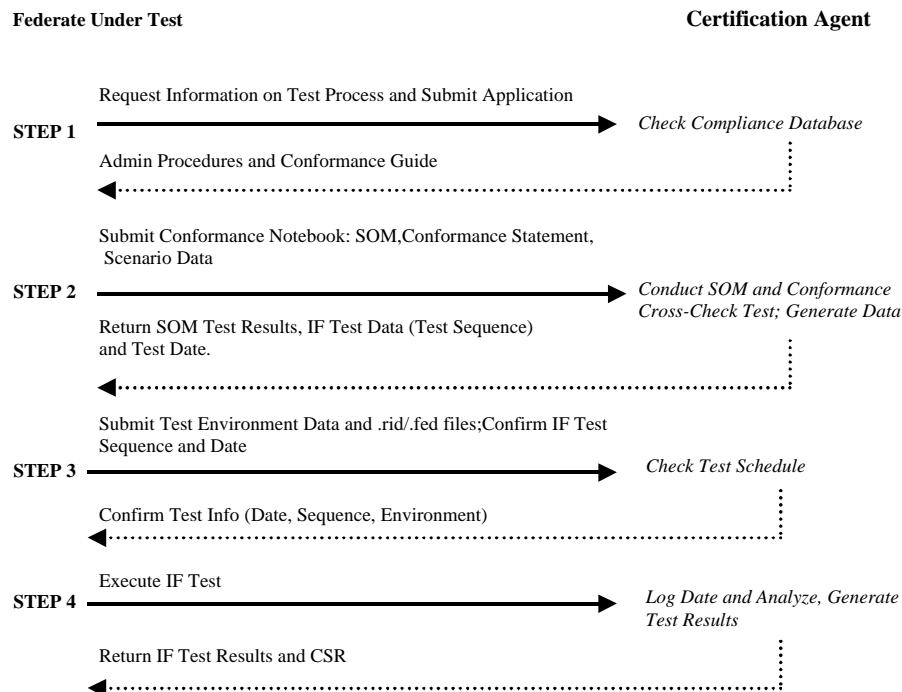 Federate Under Test
Certification Agent
Request Information on Test Process and Submit Application
STEP 1
Check Compliance Database
Admin Procedures and Conformance Guide
Submit Conformance Notebook: SOM,Conformance Statement,
Scenario Data
STEP 2
Conduct SOM and Conformance
Cross-Check Test; Generate Data
Return SOM Test Results, IF Test Data (Test Sequence)
and Test Date.
Submit Test Environment Data and .rid/.fed files;Confirm IF Test
Sequence and Date
STEP 3
Check Test Schedule
Confirm Test Info (Date, Sequence, Environment)
Execute IF Test
STEP 4
Log Date and Analyze, Generate
Test Results
Return IF Test Results and CSR